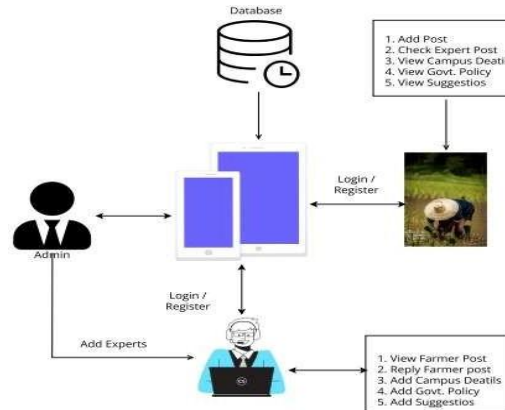 Database
1. Add Post
2. Check Expert Post
3. View Campus Deatils
4. View Govt. Policy
5. View Suggestios
Login /
Register
Admin
Login /
Register
Add Experts
1. View Farmer Post
2. Reply Farmer post
3. Add Campus Deatils
4. Add Govt. Policy
5. Add Suggestios